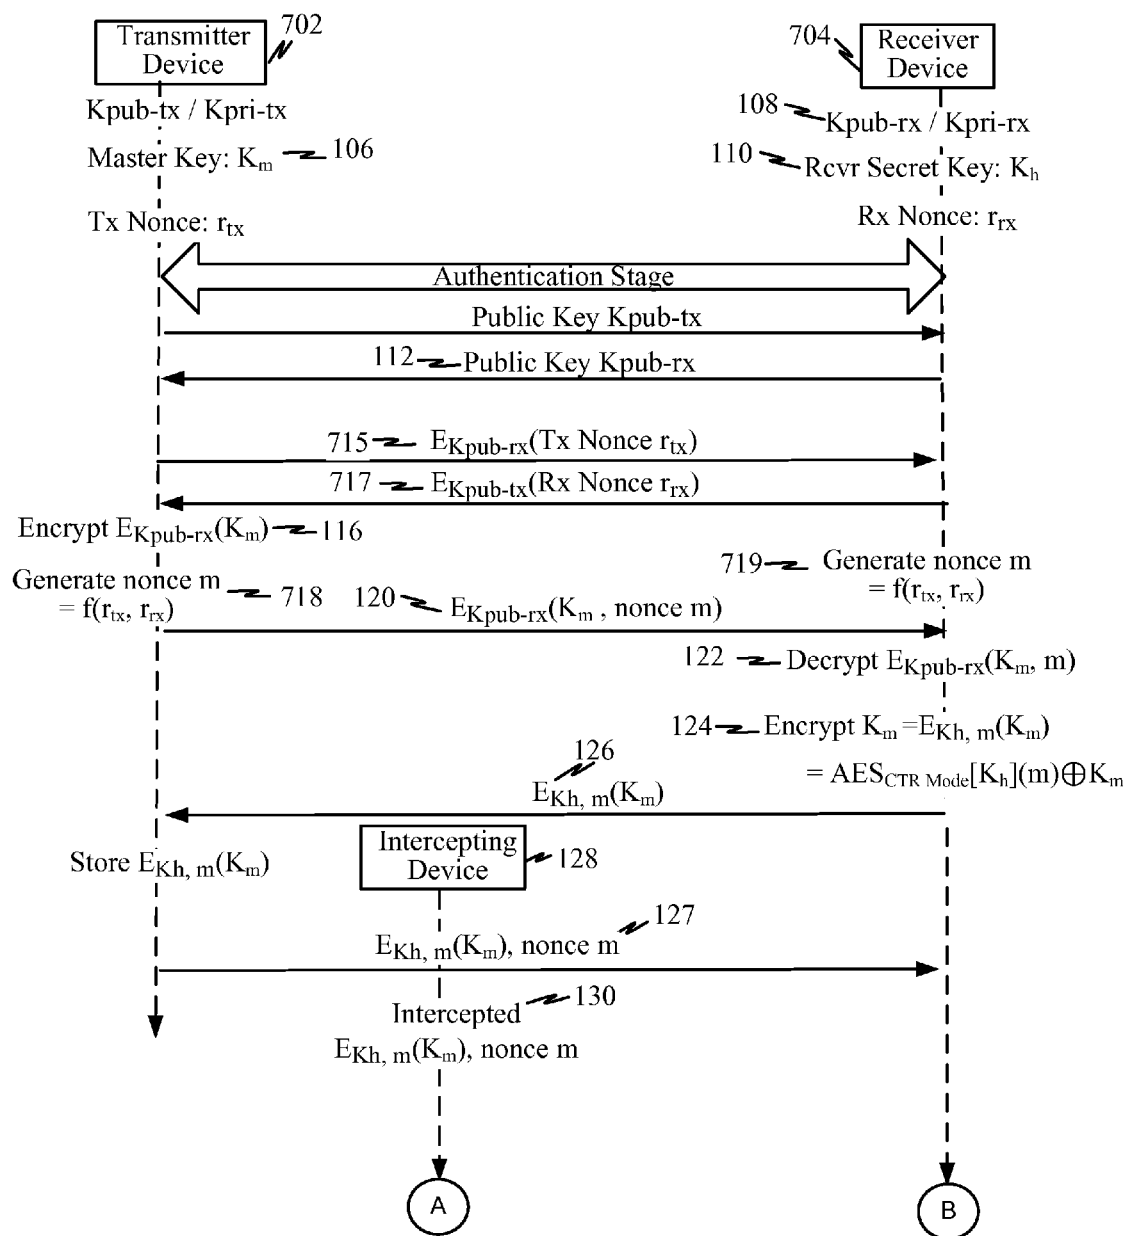 Transmitter
Device
702
704
Receiver
Device
Kpub-tx / Kpri-tx
108
Kpub-rx / Kpri-rx
Master Key: Km
106
110
Rcvr Secret Key: Kh
Tx Nonce: rtx
Rx Nonce: rrx
Authentication Stage
Public Key Kpub-tx
112
Public Key Kpub-rx
715
EKpub-rx(Tx Nonce rtx)
717
EKpub-tx(Rx Nonce rrx)
Encrypt EKpub-rx(Km)
116
Generate nonce m
= f(rtx, rrx)
718
719
Generate nonce m
= f(rtx, rrx)
120
EKpub-rx(Km , nonce m)
122
Decrypt EKpub-rx(Km, m)
124
Encrypt Km =EKh, m(Km)
= AESCTR Mode[Kh](m)⊕Km
126
EKh, m(Km)
Store EKh, m(Km)
Intercepting
Device
128
127
EKh, m(Km), nonce m
130
Intercepted
EKh, m(Km), nonce m
A
B